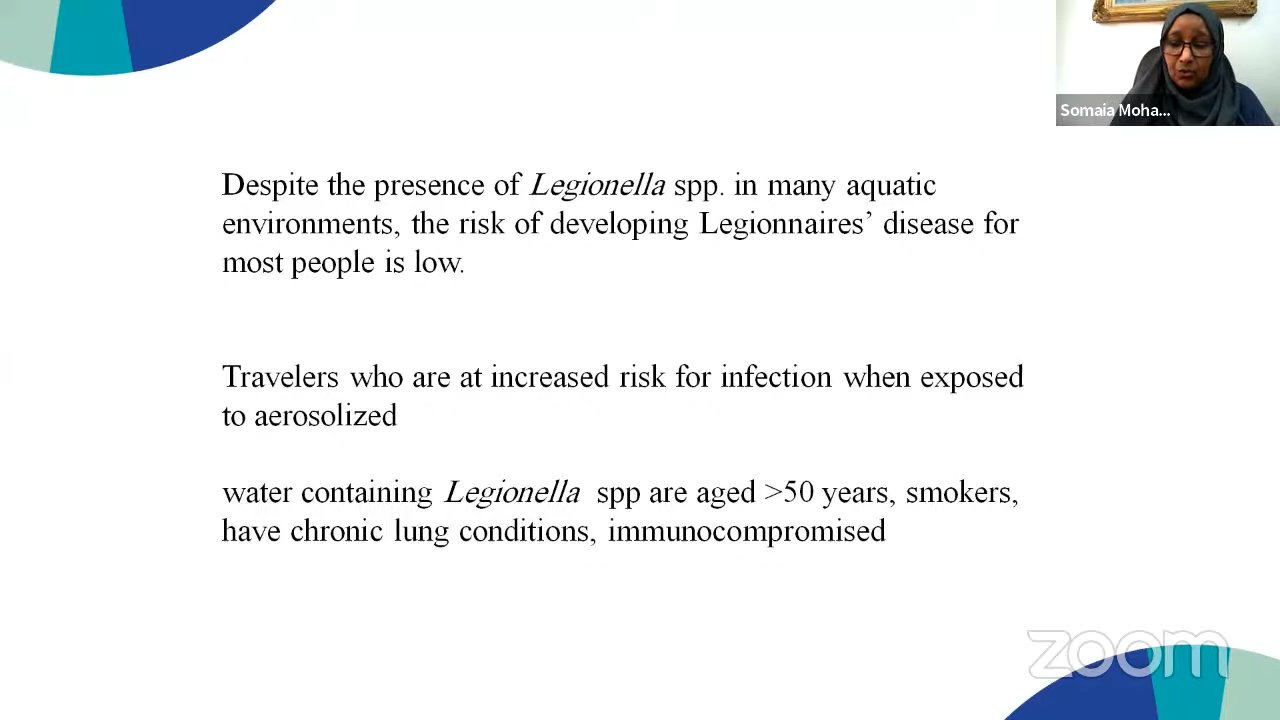 Somaia Moha...
Despite the presence of Legionella spp. in many aquatic
environments, the risk of developing Legionnaires’ disease for
most people is low.
Travelers who are at increased risk for infection when exposed
to aerosolized
water containing Legionella spp are aged >50 years, smokers,
have chronic lung conditions, immunocompromised
zoom